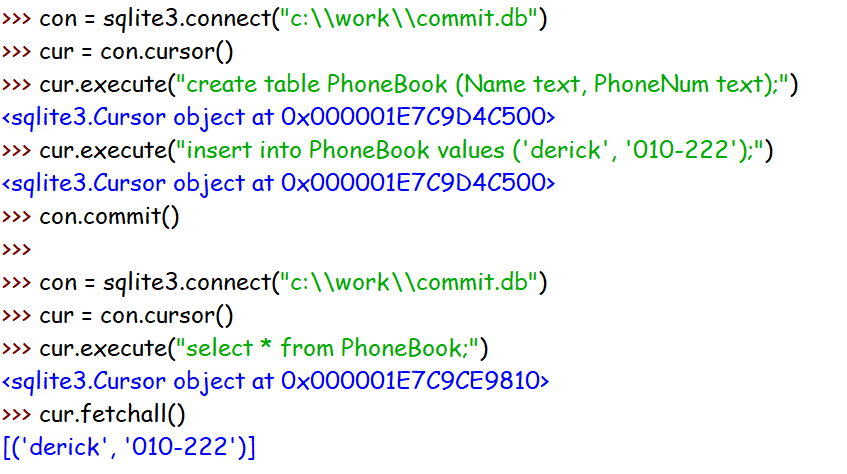 >>> con = sqlite3.connect("c:\\work\\commit.db")
>>> cur = con.cursor()
>>> cur.execute("create table PhoneBook (Name text, PhoneNum text);")
<sqlite3.Cursor object at 0x000001E7C9D4C500>
>>> cur.execute("insert into PhoneBook values ('derick', '010-222');")
<sqlite3.Cursor object at 0x000001E7C9D4C500>
>>> con.commit()
>>>
>>> con = sqlite3.connect("c:\\work\\commit.db")
>>> cur = con.cursor()
>>> cur.execute("select * from PhoneBook;")
<sqlite3.Cursor object at 0x000001E7C9CE9810>
>>> cur.fetchall()
[('derick', '010-222')]